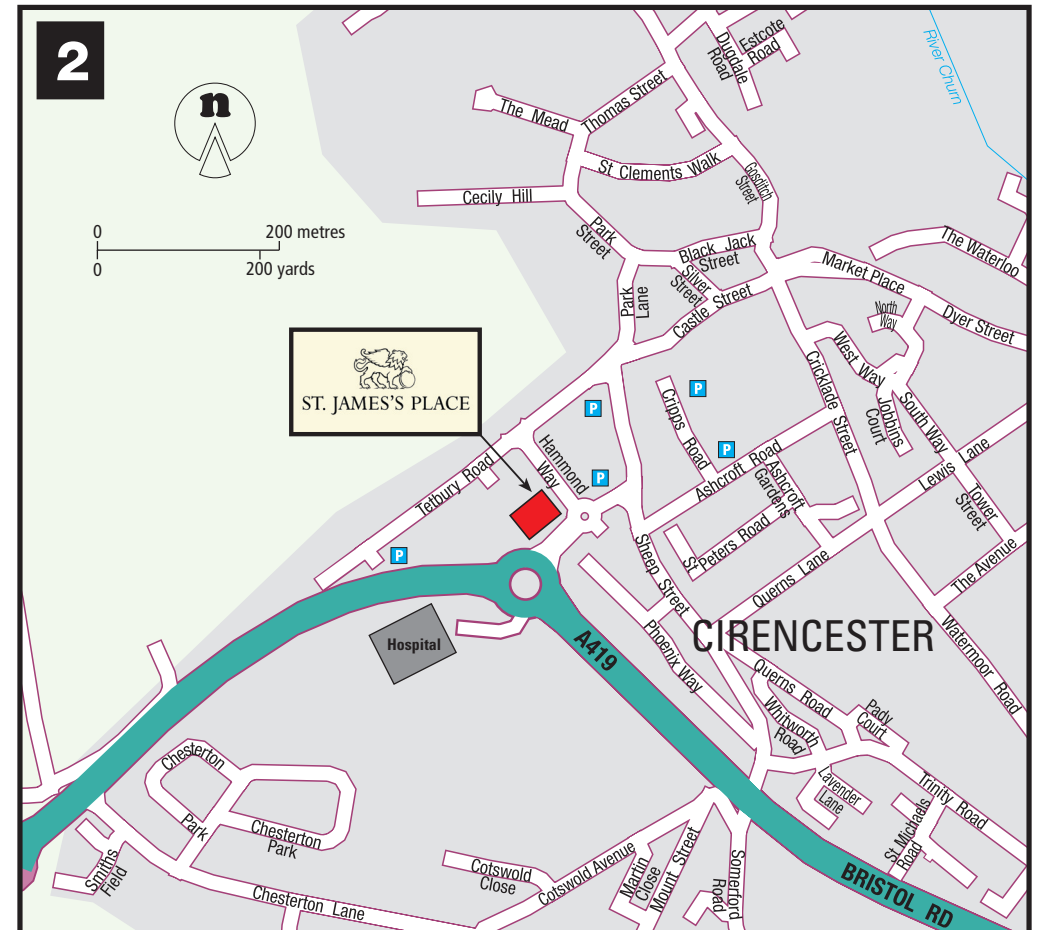 2
n
0
200 metres
0
200 yards
ST. JAMES'S PLACE
River Churn
Estcote
Road
Dugdale
Road
Thomas Street
The Mead
St Clements Walk
Gosditch
Street
Cecily Hill
Park
Street
Black Jack
Street
Silver
Street
Park
Lane
Castle Street
Market Place
The Waterloo
North
Way
Dyer Street
West Way
Cricklade Street
Jobbins
Court
South Way
Lewis Lane
Tower
Street
The Avenue
Watermoor Road
P
P
P
P
P
Cripps Road
Ashcroft Road
Ashcroft
Gardens
St Peters Road
Querns Lane
Hammond
Way
Tetbury Road
Sheep Street
Phoenix Way
Hospital
A419
CIRENCESTER
Querns Road
Whitworth
Road
Pady
Court
Lavender
Lane
Trinity Road
St Michaels
Road
BRISTOL RD
Chesterton
Park
Chesterton
Park
Smiths
Field
Chesterton Lane
Cotswold
Close
Cotswold Avenue
Martin
Close
Mount Street
Somerford
Road